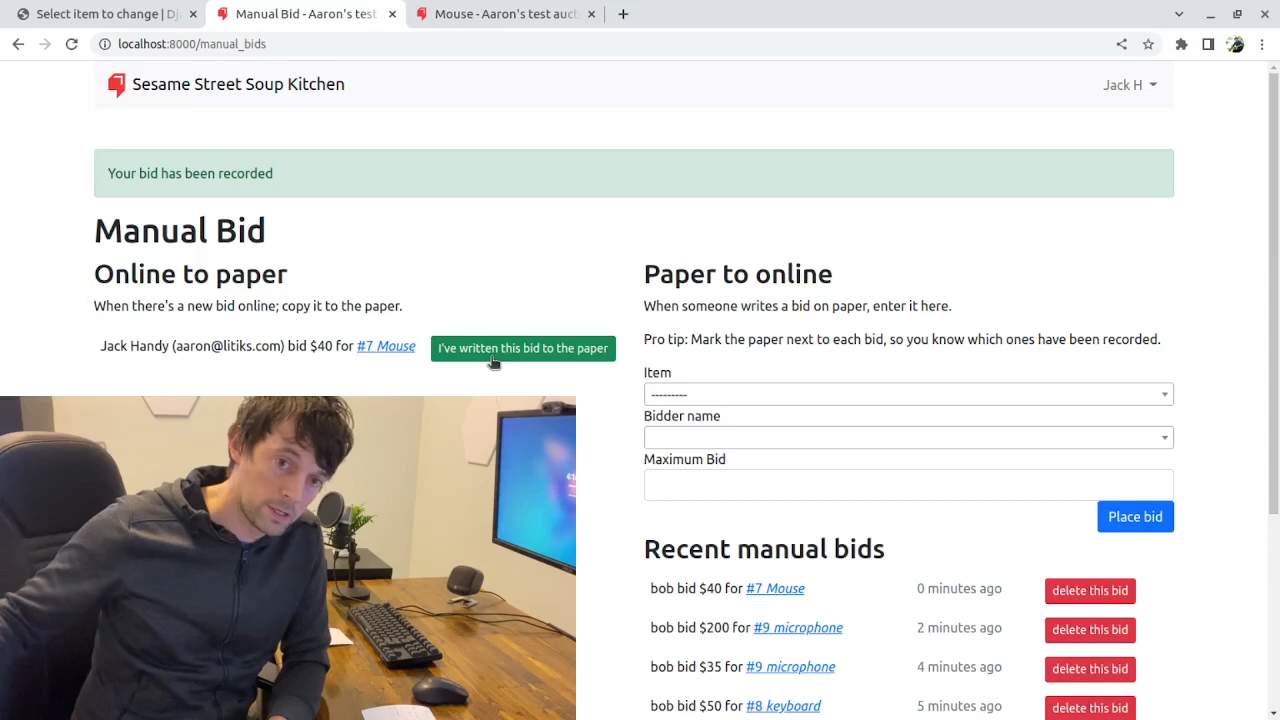 Select item to change | Dj
Manual Bid - Aaron's test
Mouse - Aaron's test auct
localhost:8000/manual_bids
Sesame Street Soup Kitchen
Jack H
Your bid has been recorded
Manual Bid
Online to paper
When there's a new bid online; copy it to the paper.
Jack Handy (aaron@litiks.com) bid $40 for #7 Mouse
I've written this bid to the paper
Paper to online
When someone writes a bid on paper, enter it here.
Pro tip: Mark the paper next to each bid, so you know which ones have been recorded.
Item
---------
Bidder name
Maximum Bid
Place bid
Recent manual bids
bob bid $40 for #7 Mouse 0 minutes ago delete this bid
bob bid $200 for #9 microphone 2 minutes ago delete this bid
bob bid $35 for #9 microphone 4 minutes ago delete this bid
bob bid $50 for #8 keyboard 5 minutes ago delete this bid